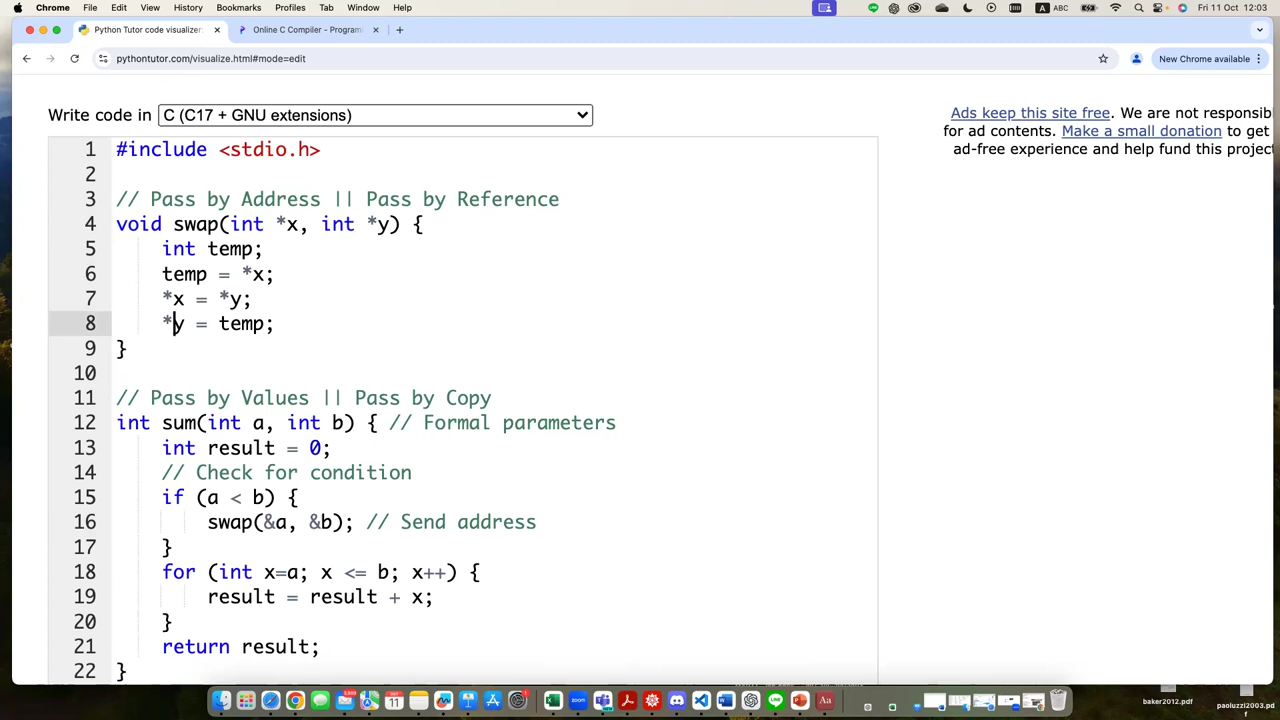 Chrome File Edit View History Bookmarks Profiles Tab Window Help A ABC Fri 11 Oct 12:03
Python Tutor code visualizer: Online C Compiler - Program
pythontutor.com/visualize.html#mode=edit New Chrome available
Write code in C (C17 + GNU extensions)
Ads keep this site free. We are not responsib
for ad contents. Make a small donation to get
ad-free experience and help fund this project
1 #include <stdio.h>
2
3 // Pass by Address || Pass by Reference
4 void swap(int *x, int *y) {
5 int temp;
6 temp = *x;
7 *x = *y;
8 *y = temp;
9 }
10
11 // Pass by Values || Pass by Copy
12 int sum(int a, int b) { // Formal parameters
13 int result = 0;
14 // Check for condition
15 if (a < b) {
16 swap(&a, &b); // Send address
17 }
18 for (int x=a; x <= b; x++) {
19 result = result + x;
20 }
21 return result;
22 }
baker2012.pdf
paoluzzi2003.pd
f